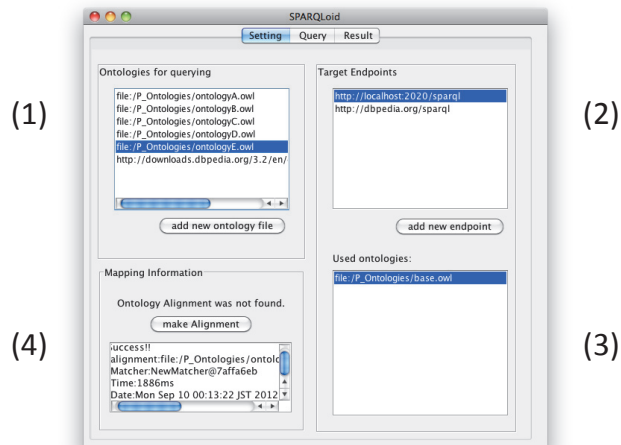 SPARQLoid
Setting Query Result
(1)
Ontologies for querying
file:/P_Ontologies/ontologyA.owl
file:/P_Ontologies/ontologyB.owl
file:/P_Ontologies/ontologyC.owl
file:/P_Ontologies/ontologyD.owl
file:/P_Ontologies/ontologyE.owl
http://downloads.dbpedia.org/3.2/en/
add new ontology file
Target Endpoints
http://localhost:2020/sparql
http://dbpedia.org/sparql
add new endpoint
(2)
(4)
Mapping Information
Ontology Alignment was not found.
make Alignment
success!!
alignment:file:/P_Ontologies/ontolo
Matcher:NewMatcher@7affa6eb
Time:1886ms
Date:Mon Sep 10 00:13:22 JST 2012
Used ontologies:
file:/P_Ontologies/base.owl
(3)